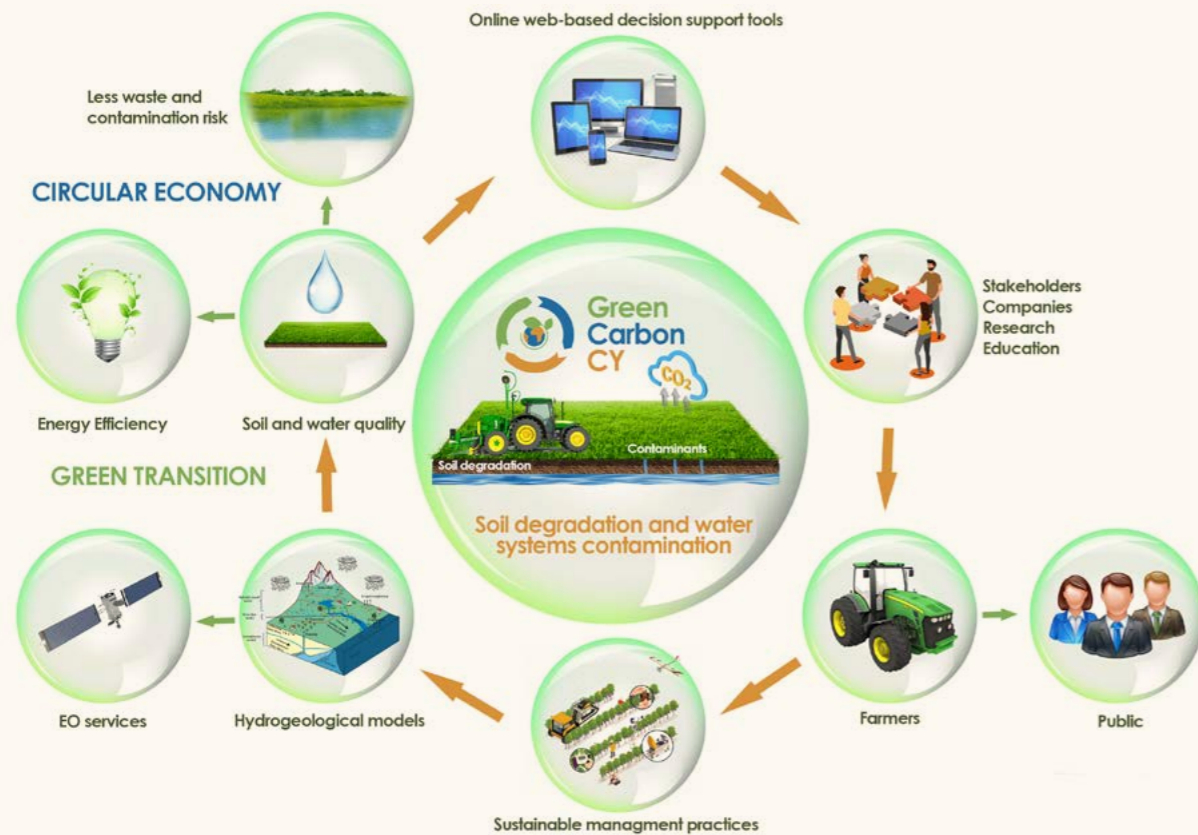 Online web-based decision support tools
Less waste and
contamination risk
CIRCULAR ECONOMY
Stakeholders
Companies
Research
Education
Green
Carbon
CY
CO₂
Energy Efficiency
Soil and water quality
Contaminants
Soil degradation
GREEN TRANSITION
Soil degradation and water
systems contamination
EO services
Hydrogeological models
Farmers
Public
Sustainable managment practices